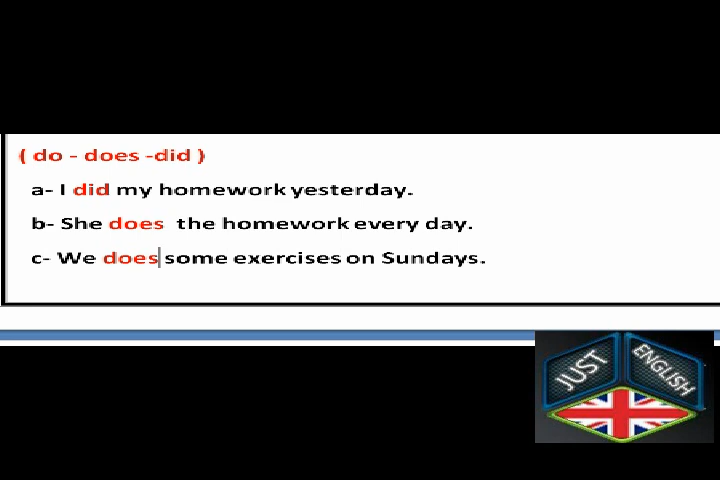 ( do - does -did )
a- I did my homework yesterday.
b- She does the homework every day.
c- We does some exercises on Sundays.
JUST ENGLISH